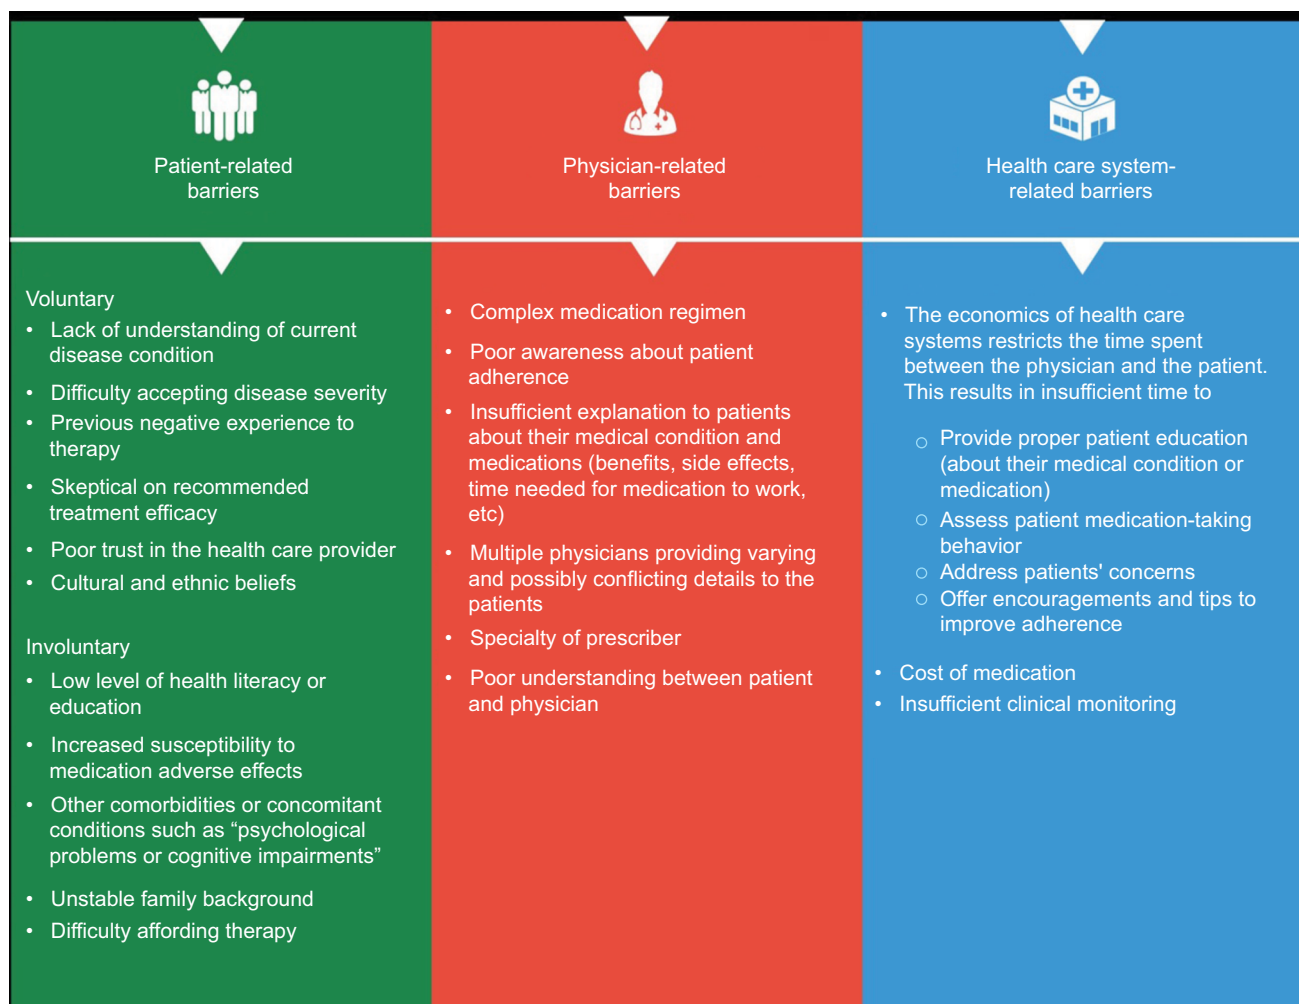 Patient-related
barriers
Physician-related
barriers
Health care system-
related barriers
Voluntary
• Lack of understanding of current
disease condition
• Difficulty accepting disease severity
• Previous negative experience to
therapy
• Skeptical on recommended
treatment efficacy
• Poor trust in the health care provider
• Cultural and ethnic beliefs
Involuntary
• Low level of health literacy or
education
• Increased susceptibility to
medication adverse effects
• Other comorbidities or concomitant
conditions such as “psychological
problems or cognitive impairments”
• Unstable family background
• Difficulty affording therapy
• Complex medication regimen
• Poor awareness about patient
adherence
• Insufficient explanation to patients
about their medical condition and
medications (benefits, side effects,
time needed for medication to work,
etc)
• Multiple physicians providing varying
and possibly conflicting details to the
patients
• Specialty of prescriber
• Poor understanding between patient
and physician
• The economics of health care
systems restricts the time spent
between the physician and the patient.
This results in insufficient time to
○ Provide proper patient education
(about their medical condition or
medication)
○ Assess patient medication-taking
behavior
○ Address patients' concerns
○ Offer encouragements and tips to
improve adherence
• Cost of medication
• Insufficient clinical monitoring